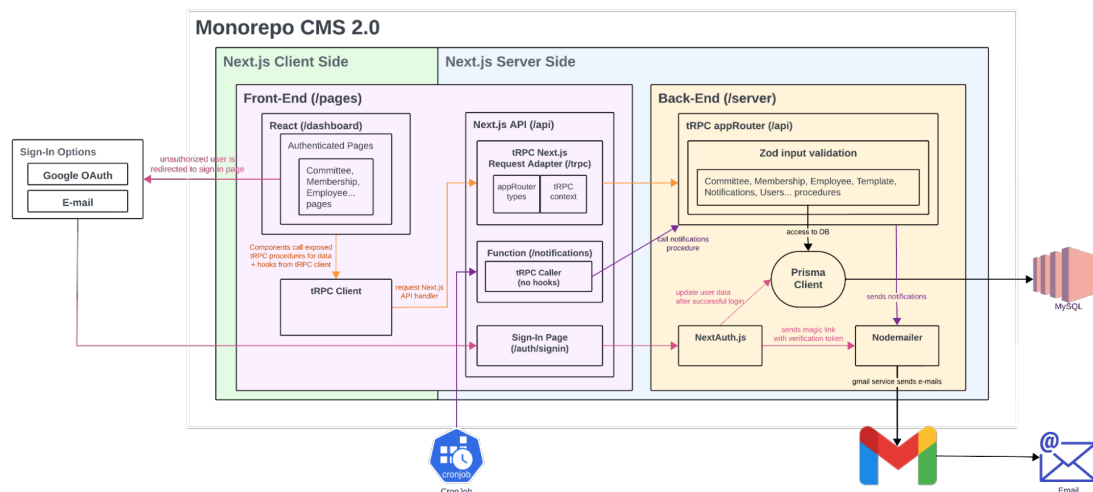 Monorepo CMS 2.0
Next.js Client Side
Next.js Server Side
Front-End (/pages)
Back-End (/server)
React (/dashboard)
Authenticated Pages
Committee,
Membership,
Employee...
pages
Next.js API (/api)
tRPC Next.js
Request Adapter (/trpc)
appRouter
types
tRPC
context
tRPC appRouter (/api)
Zod input validation
Committee, Membership, Employee, Template,
Notifications, Users... procedures
Sign-In Options
Google OAuth
E-mail
unauthorized user is
redirected to sign in page
Components call exposed
tRPC procedures for data
+ hooks from tRPC client
tRPC Client
request Next.js
API handler
Function (/notifications)
tRPC Caller
(no hooks)
call notifications
procedure
access to DB
Prisma
Client
MySQL
update user data
after successful login
sends notifications
Sign-In Page
(/auth/signin)
NextAuth.js
sends magic link
with verification token
Nodemailer
gmail service sends e-mails
cronjob
CronJob
@
Email